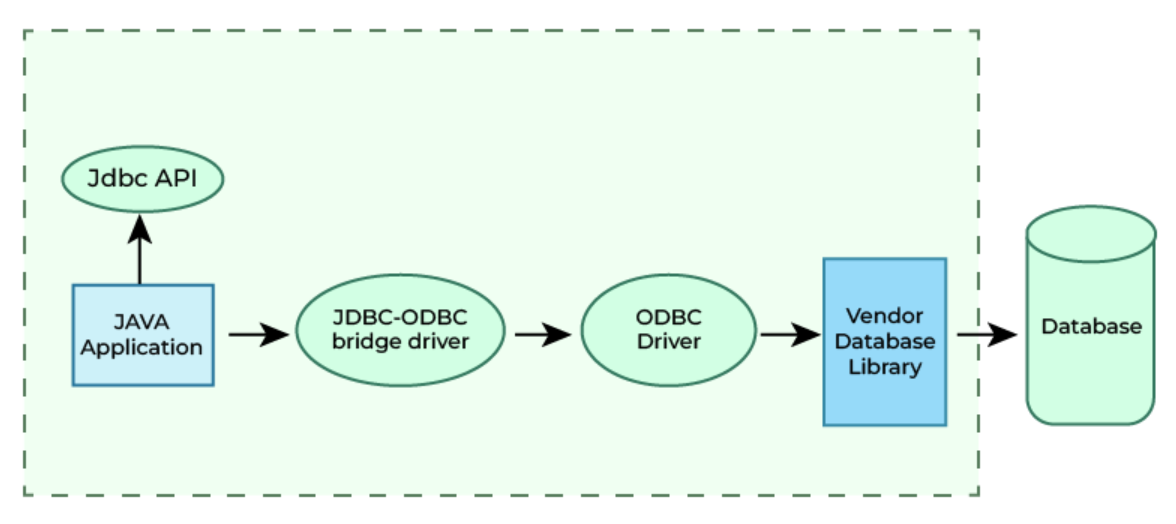 Jdbc API
JAVA
Application
JDBC-ODBC
bridge driver
ODBC
Driver
Vendor
Database
Library
Database